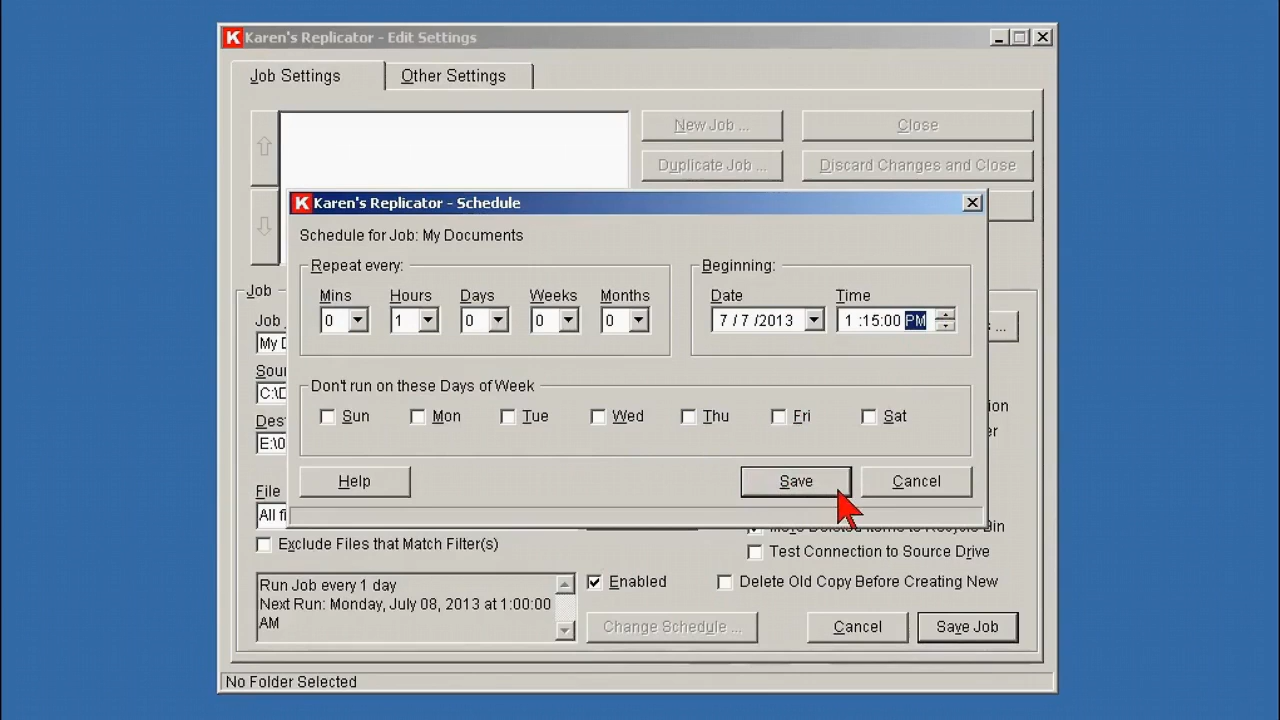 Karen's Replicator - Edit Settings
Job Settings
Other Settings
New Job ...
Close
Duplicate Job ...
Discard Changes and Close
Karen's Replicator - Schedule
Schedule for Job: My Documents
Repeat every:
Mins Hours Days Weeks Months
0 1 0 0 0
Beginning:
Date Time
7 / 7 /2013 1 :15:00 PM
Don't run on these Days of Week
Sun Mon Tue Wed Thu Fri Sat
Help Save Cancel
Job
Job
My
C:\
E:\0
File
All
Exclude Files that Match Filter(s)
Test Connection to Source Drive
Run Job every 1 day
Next Run: Monday, July 08, 2013 at 1:00:00
AM
Enabled
Delete Old Copy Before Creating New
Change Schedule ...
Cancel
Save Job
No Folder Selected